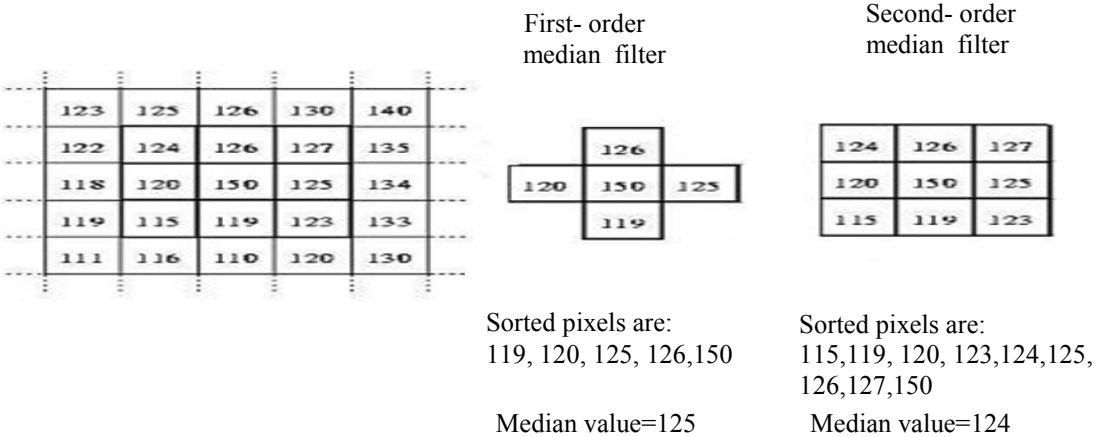 First- order
median  filter
Second- order
median  filter
123 125 126 130 140
122 124 126 127 135
118 120 150 125 134
119 115 119 123 133
111 116 110 120 130
126
120 150 125
119
124 126 127
120 150 125
115 119 123
Sorted pixels are:
119, 120, 125, 126,150
Median value=125
Sorted pixels are:
115,119, 120, 123,124,125,
126,127,150
Median value=124